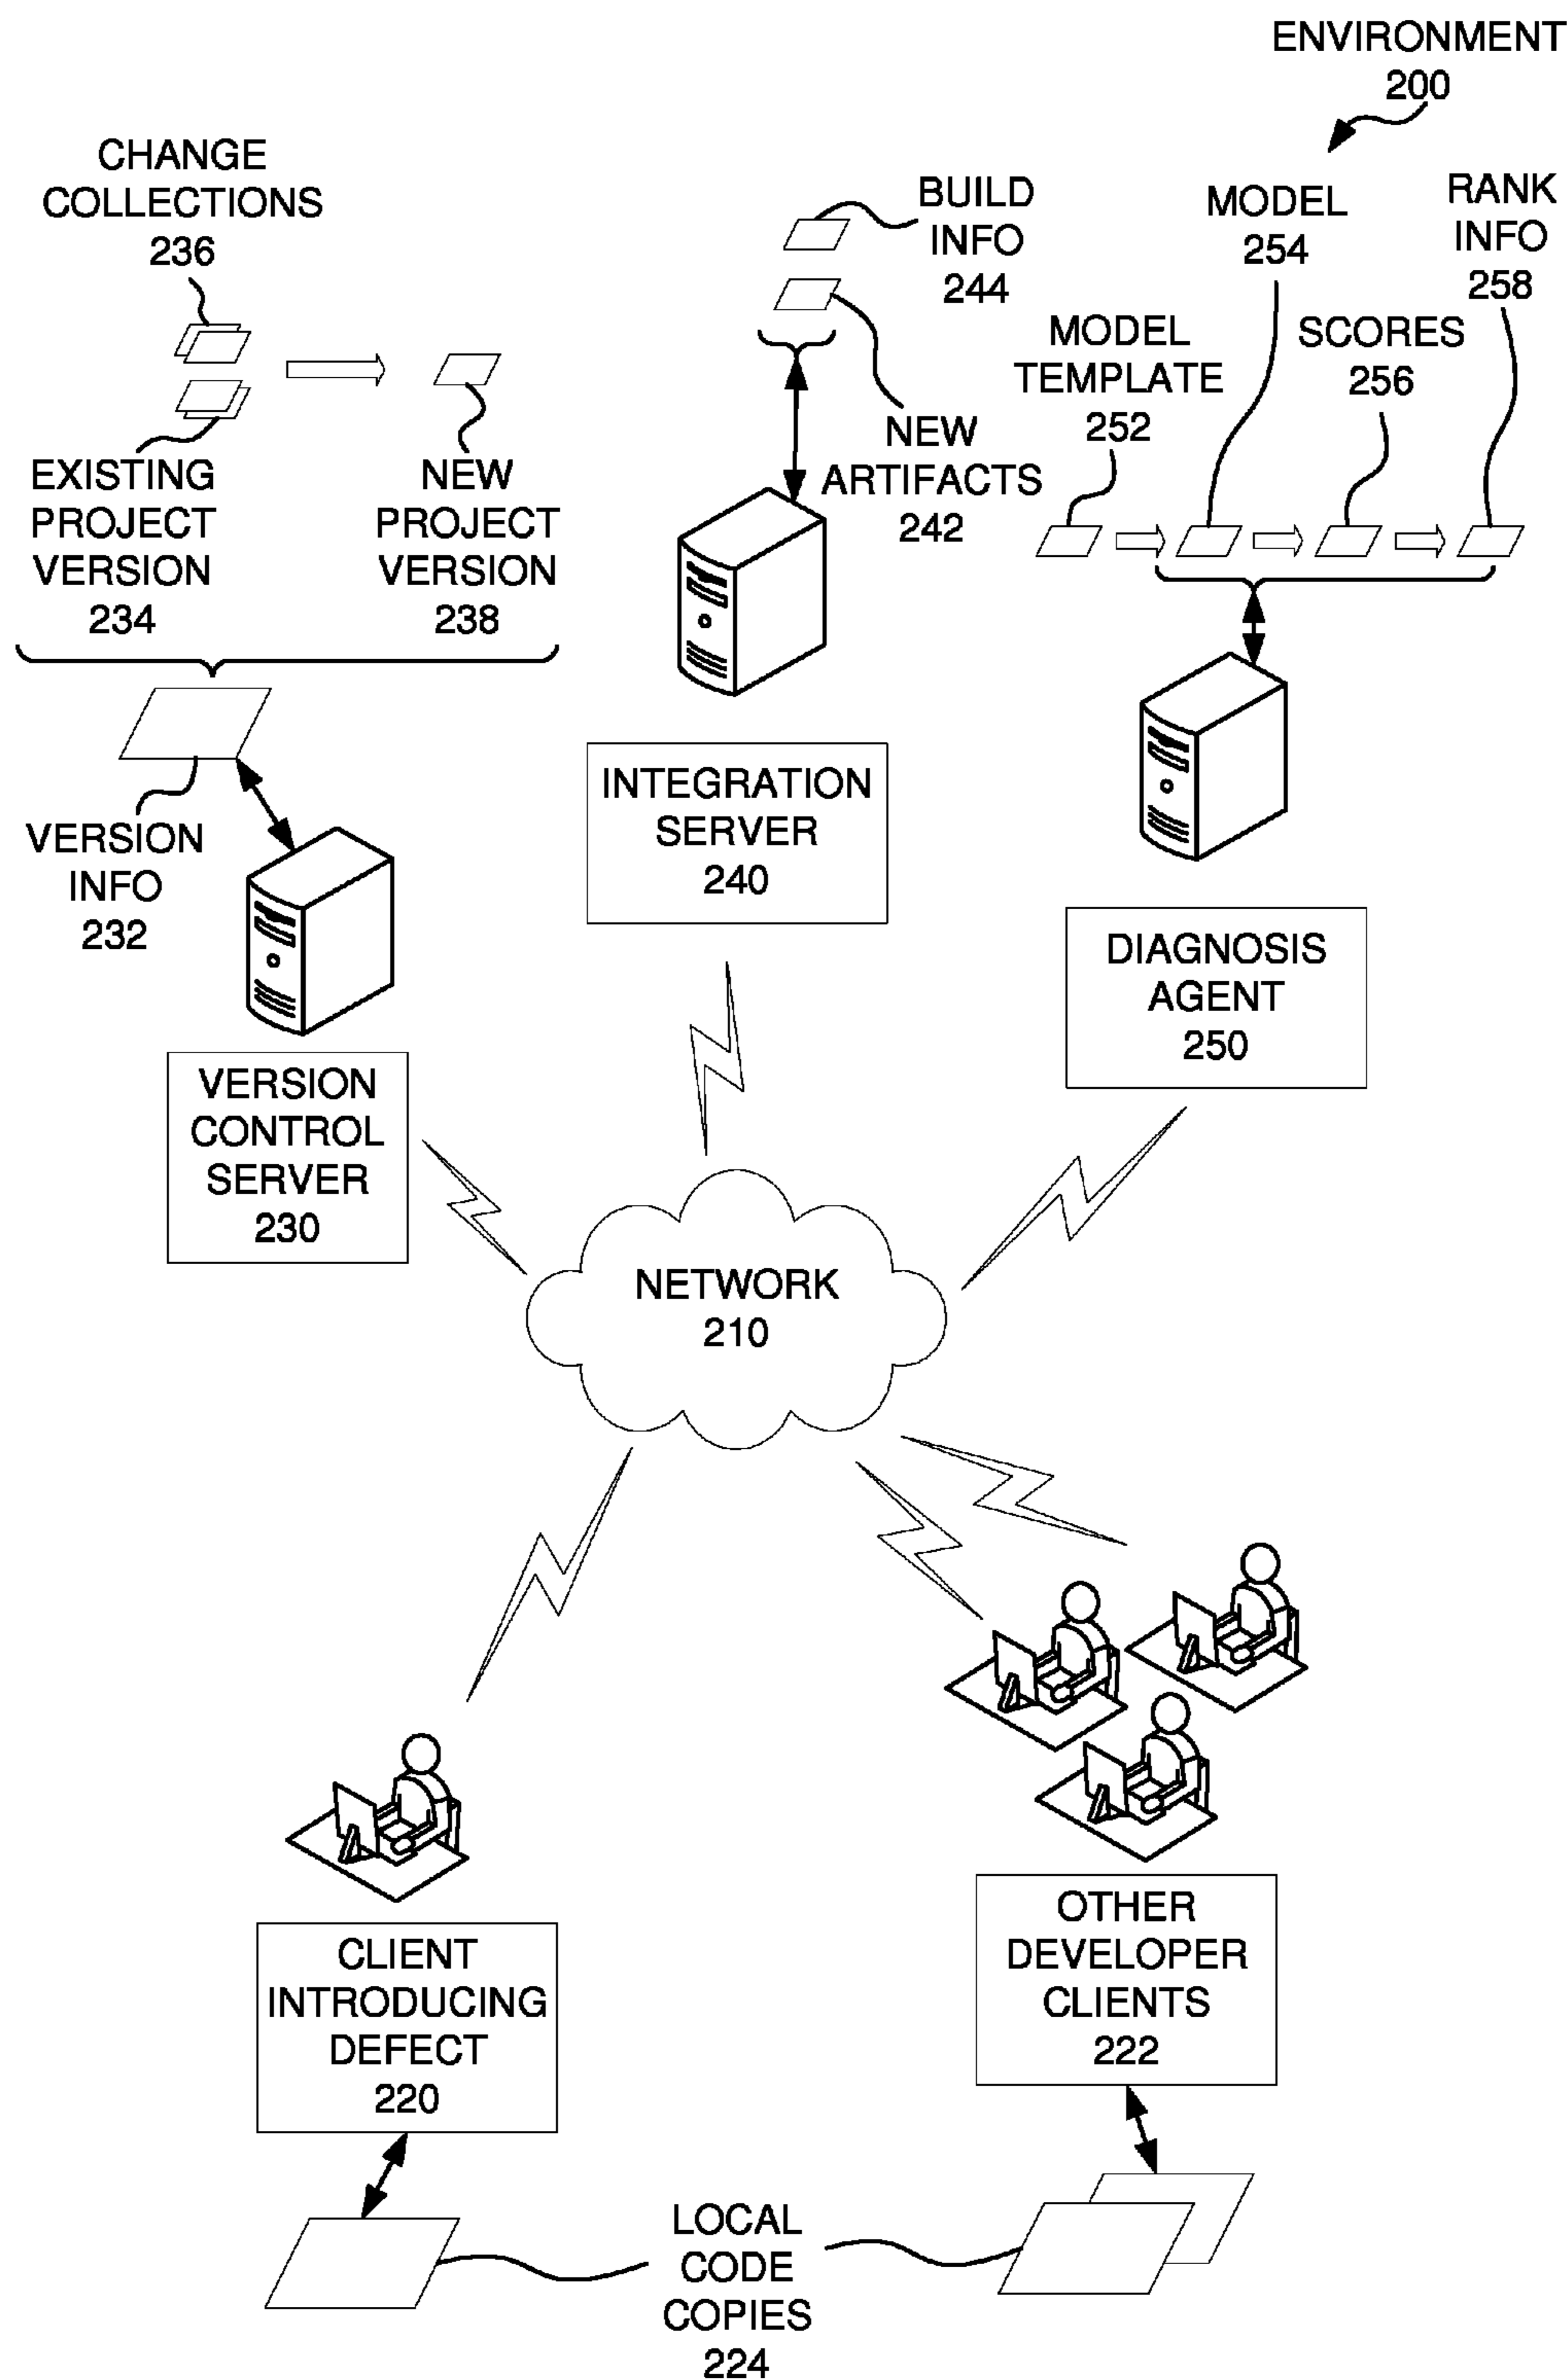 ENVIRONMENT
200
CHANGE
COLLECTIONS
236
BUILD
INFO
244
MODEL
254
RANK
INFO
258
MODEL
TEMPLATE
252
SCORES
256
EXISTING
PROJECT
VERSION
234
NEW
PROJECT
VERSION
238
NEW
ARTIFACTS
242
VERSION
INFO
232
INTEGRATION
SERVER
240
DIAGNOSIS
AGENT
250
VERSION
CONTROL
SERVER
230
NETWORK
210
CLIENT
INTRODUCING
DEFECT
220
OTHER
DEVELOPER
CLIENTS
222
LOCAL
CODE
COPIES
224